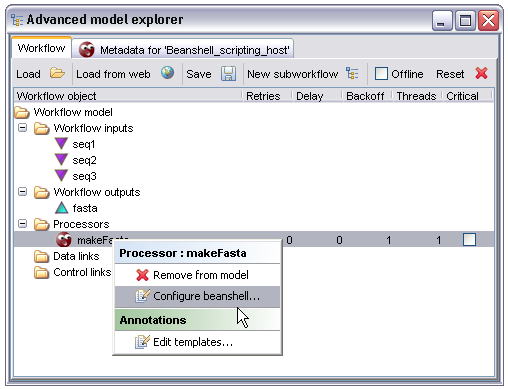 Advanced model explorer
Workflow Metadata for 'Beanshell_scripting_host'
Load Load from web Save New subworkflow Offline Reset
Workflow object Retries Delay Backoff Threads Critical
Workflow model
Workflow inputs
seq1
seq2
seq3
Workflow outputs
fasta
Processors
makeFasta 0 0 1 1
Processor : makeFasta
Data links
Remove from model
Control links
Configure beanshell...
Annotations
Edit templates...